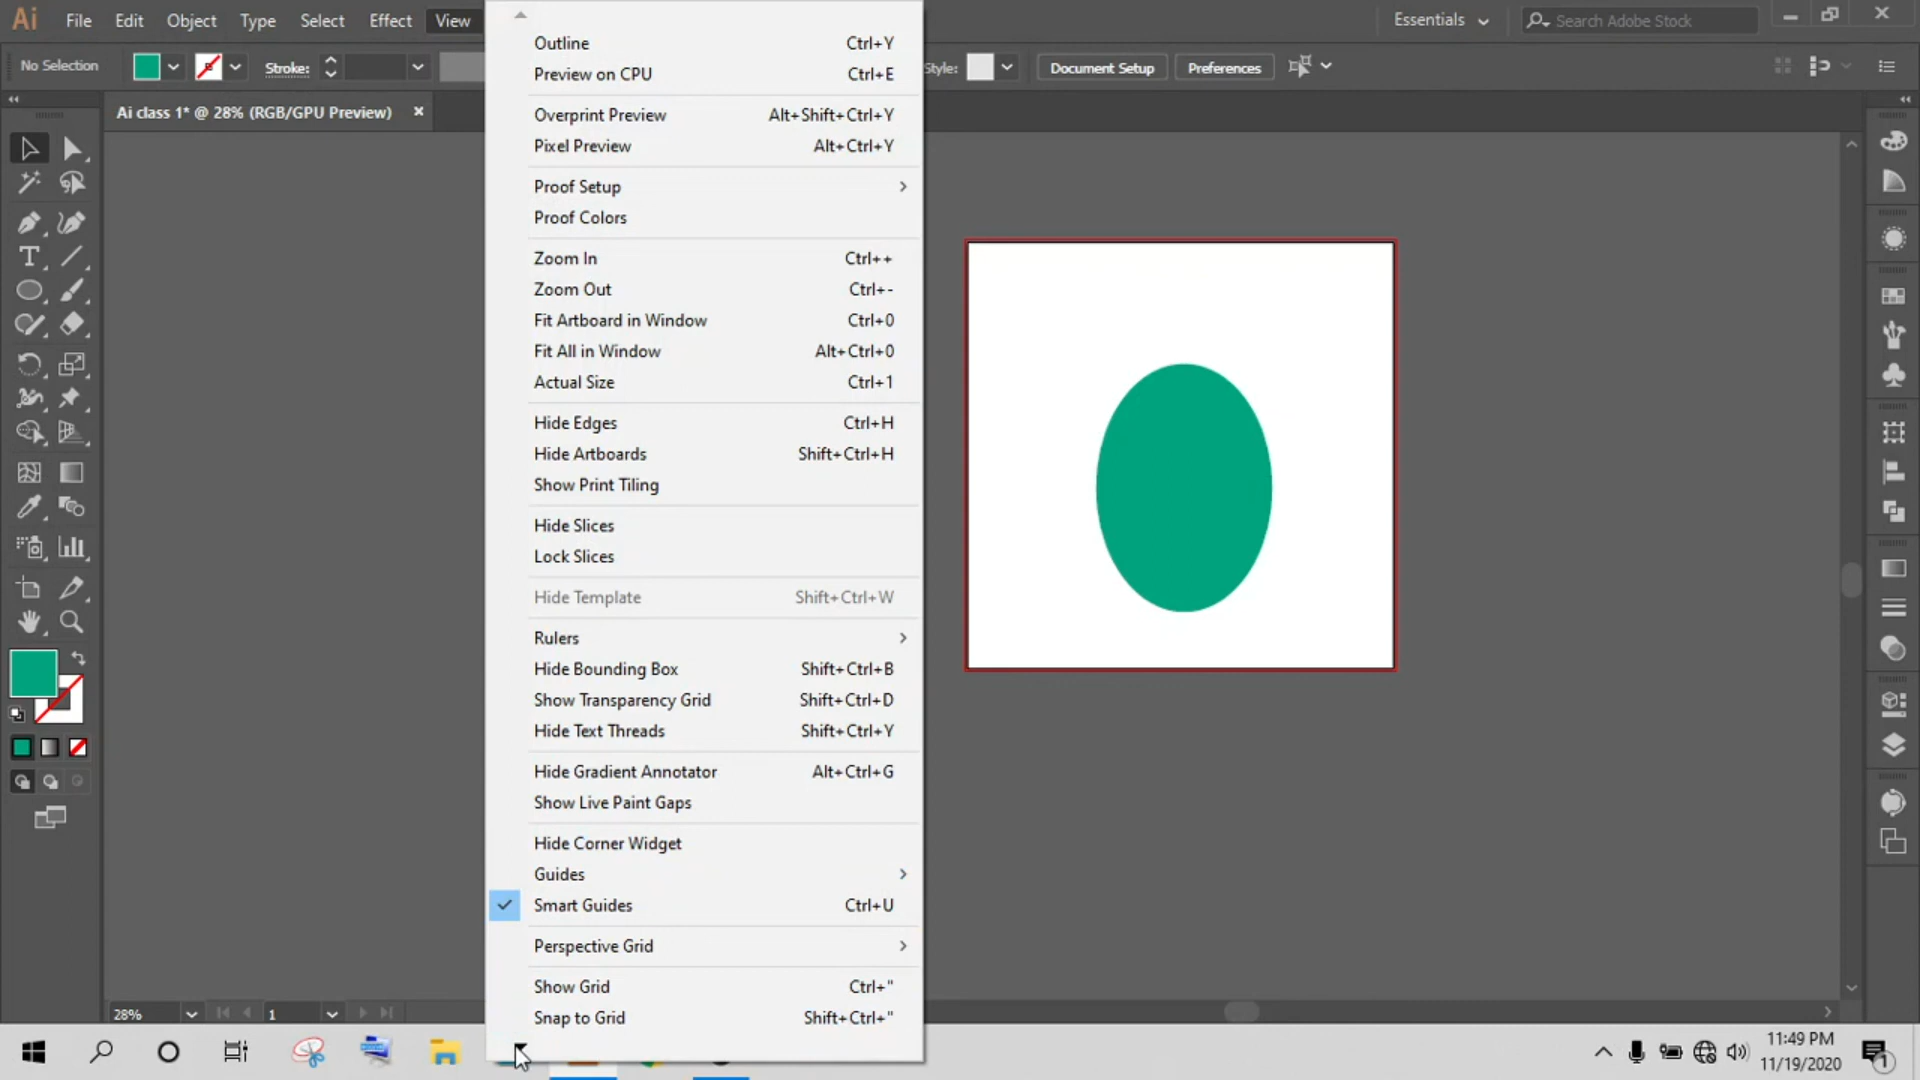 Ai File Edit Object Type Select Effect View Essentials Search Adobe Stock
No Selection Stroke: Style: Document Setup Preferences
Ai class 1* @ 28% (RGB/GPU Preview)
Outline Ctrl+Y
Preview on CPU Ctrl+E
Overprint Preview Alt+Shift+Ctrl+Y
Pixel Preview Alt+Ctrl+Y
Proof Setup
Proof Colors
Zoom In Ctrl++
Zoom Out Ctrl+-
Fit Artboard in Window Ctrl+0
Fit All in Window Alt+Ctrl+0
Actual Size Ctrl+1
Hide Edges Ctrl+H
Hide Artboards Shift+Ctrl+H
Show Print Tiling
Hide Slices
Lock Slices
Hide Template Shift+Ctrl+W
Rulers
Hide Bounding Box Shift+Ctrl+B
Show Transparency Grid Shift+Ctrl+D
Hide Text Threads Shift+Ctrl+Y
Hide Gradient Annotator Alt+Ctrl+G
Show Live Paint Gaps
Hide Corner Widget
Guides
Smart Guides Ctrl+U
Perspective Grid
Show Grid Ctrl+"
Snap to Grid Shift+Ctrl+"
28% 1
11:49 PM
11/19/2020
1